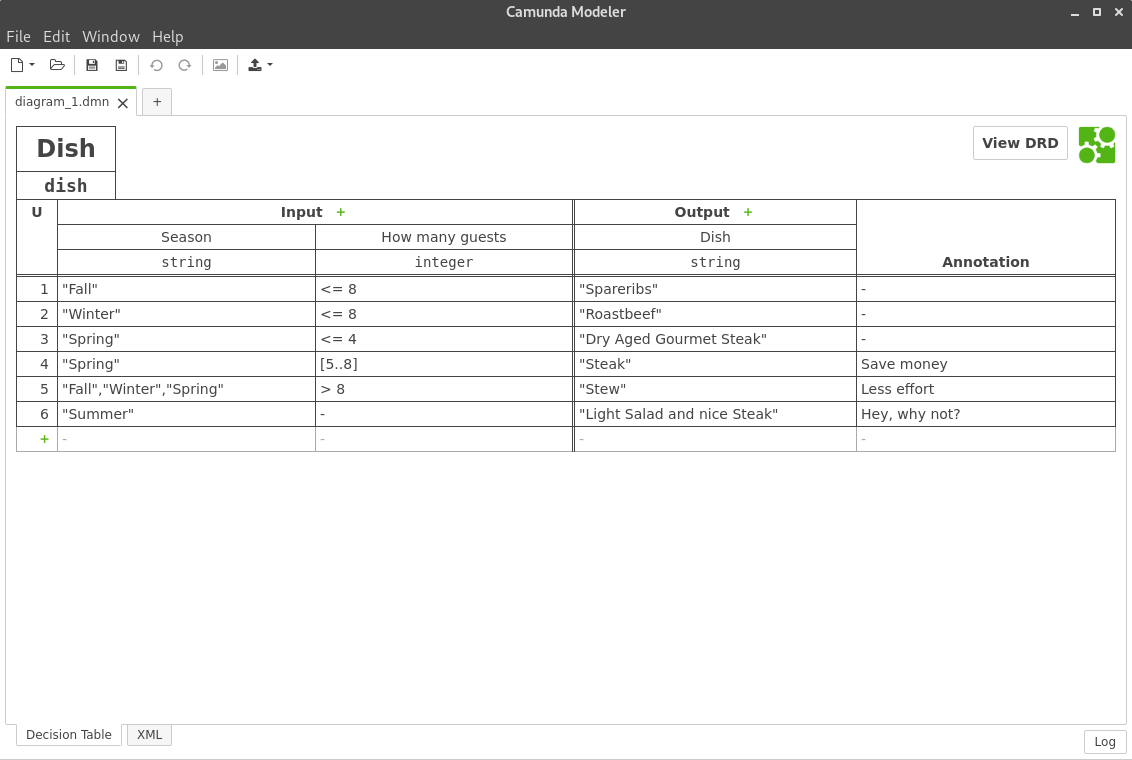 Camunda Modeler
File Edit Window Help
diagram_1.dmn +
Dish
View DRD
dish
U Input + Output + Annotation
Season How many guests Dish
string integer string
1 "Fall" <= 8 "Spareribs" -
2 "Winter" <= 8 "Roastbeef" -
3 "Spring" <= 4 "Dry Aged Gourmet Steak" -
4 "Spring" [5..8] "Steak" Save money
5 "Fall","Winter","Spring" > 8 "Stew" Less effort
6 "Summer" - "Light Salad and nice Steak" Hey, why not?
+ - - - -
Decision Table XML
Log